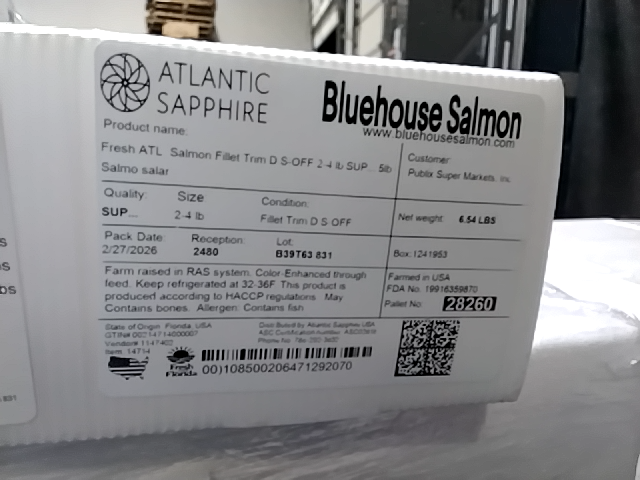 ATLANTIC
SAPPHIRE
Bluehouse Salmon
www.bluehousesalmon.com
Product name:
Fresh ATL Salmon Fillet Trim D S-OFF 2-4 lb SUP... 5lb
Salmo salar
Customer:
Publix Super Markets, Inc.
Quality:
SUP...
Size
2-4 lb
Condition:
Fillet Trim D S-OFF
Net weight: 6.54 LBS
Pack Date:
2/27/2026
Reception:
2480
Lot:
B39T63 831
Box:1241953
Farm raised in RAS system. Color-Enhanced through
feed. Keep refrigerated at 32-36F. This product is
produced according to HACCP regulations. May
Contains bones. Allergen: Contains fish
Farmed in USA
FDA No. 19916359870
Pallet No: 28260
State of Origin: Florida, USA
Distributed by Atlantic Sapphire USA
Item: 14714
Fresh
Florida
00)108500206471292070